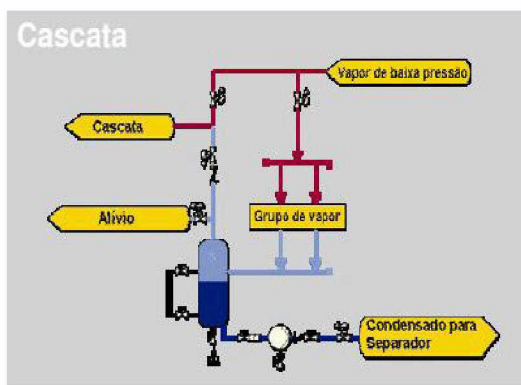 Cascata
Vapor de baixa pressão
Cascata
Alívio
Grupo de vapor
Condensado para
Separador